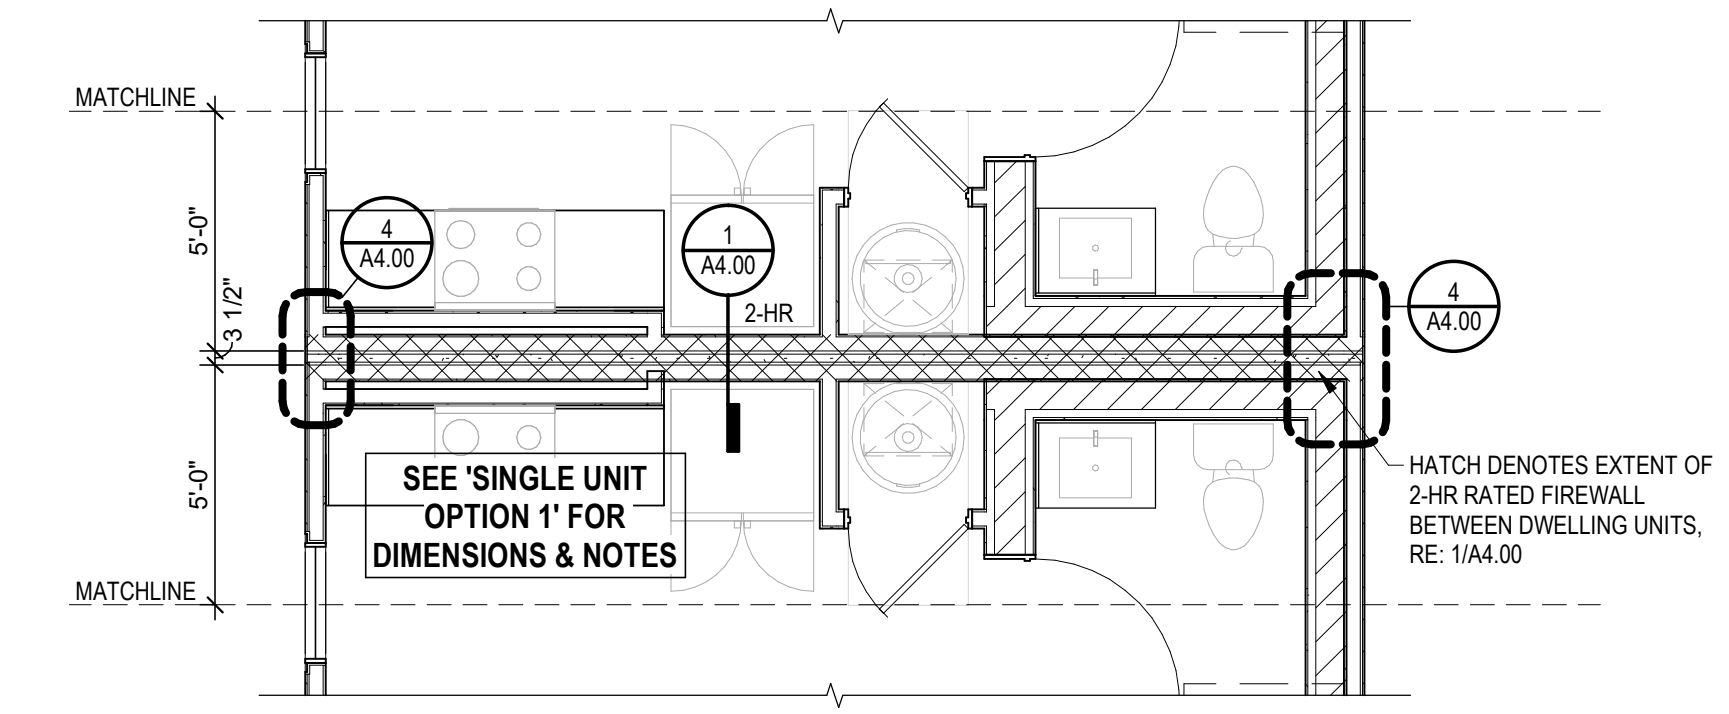 MATCHLINE
5'-0"
4
A4.00
1
A4.00
2-HR
3 1/2"
4
A4.00
5'-0"
SEE 'SINGLE UNIT
OPTION 1' FOR
DIMENSIONS & NOTES
HATCH DENOTES EXTENT OF
2-HR RATED FIREWALL
BETWEEN DWELLING UNITS,
RE: 1/A4.00
MATCHLINE